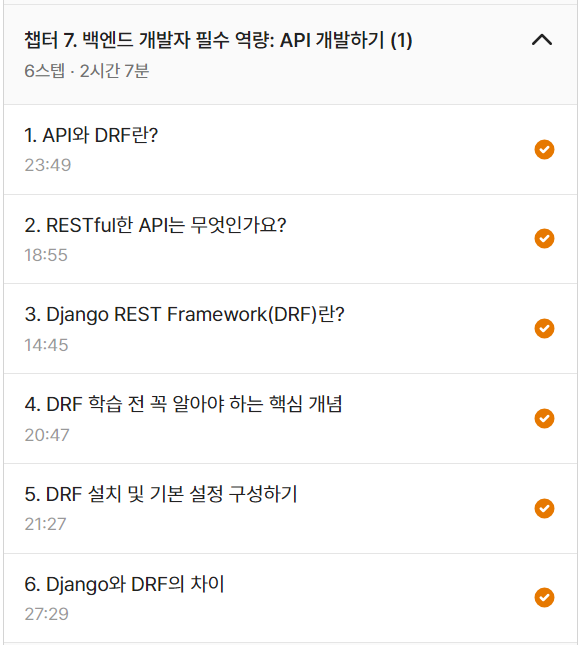 챕터 7. 백엔드 개발자 필수 역량: API 개발하기 (1)
6스텝 · 2시간 7분
1. API와 DRF란?
23:49
2. RESTful한 API는 무엇인가요?
18:55
3. Django REST Framework(DRF)란?
14:45
4. DRF 학습 전 꼭 알아야 하는 핵심 개념
20:47
5. DRF 설치 및 기본 설정 구성하기
21:27
6. Django와 DRF의 차이
27:29